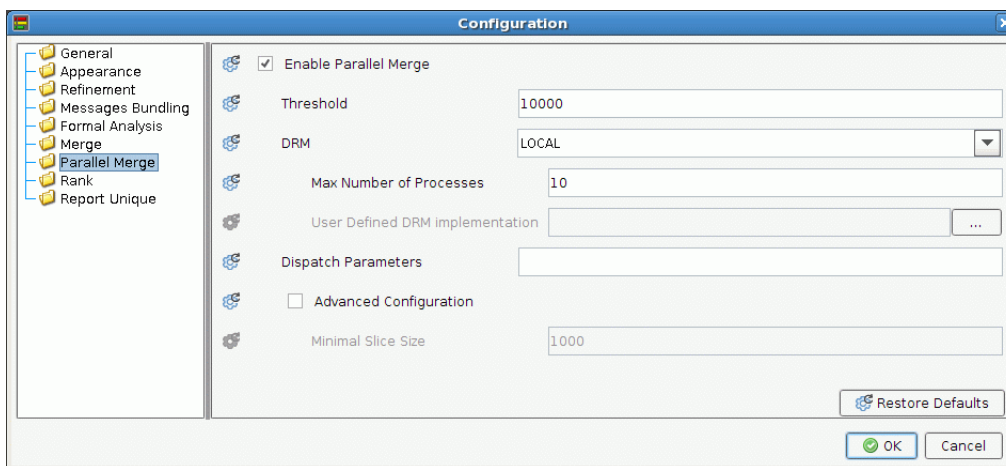 Configuration
General
Appearance
Refinement
Messages Bundling
Formal Analysis
Merge
Parallel Merge
Rank
Report Unique
Enable Parallel Merge
Threshold 10000
DRM LOCAL
Max Number of Processes 10
User Defined DRM implementation ...
Dispatch Parameters
Advanced Configuration
Minimal Slice Size 1000
Restore Defaults
OK Cancel